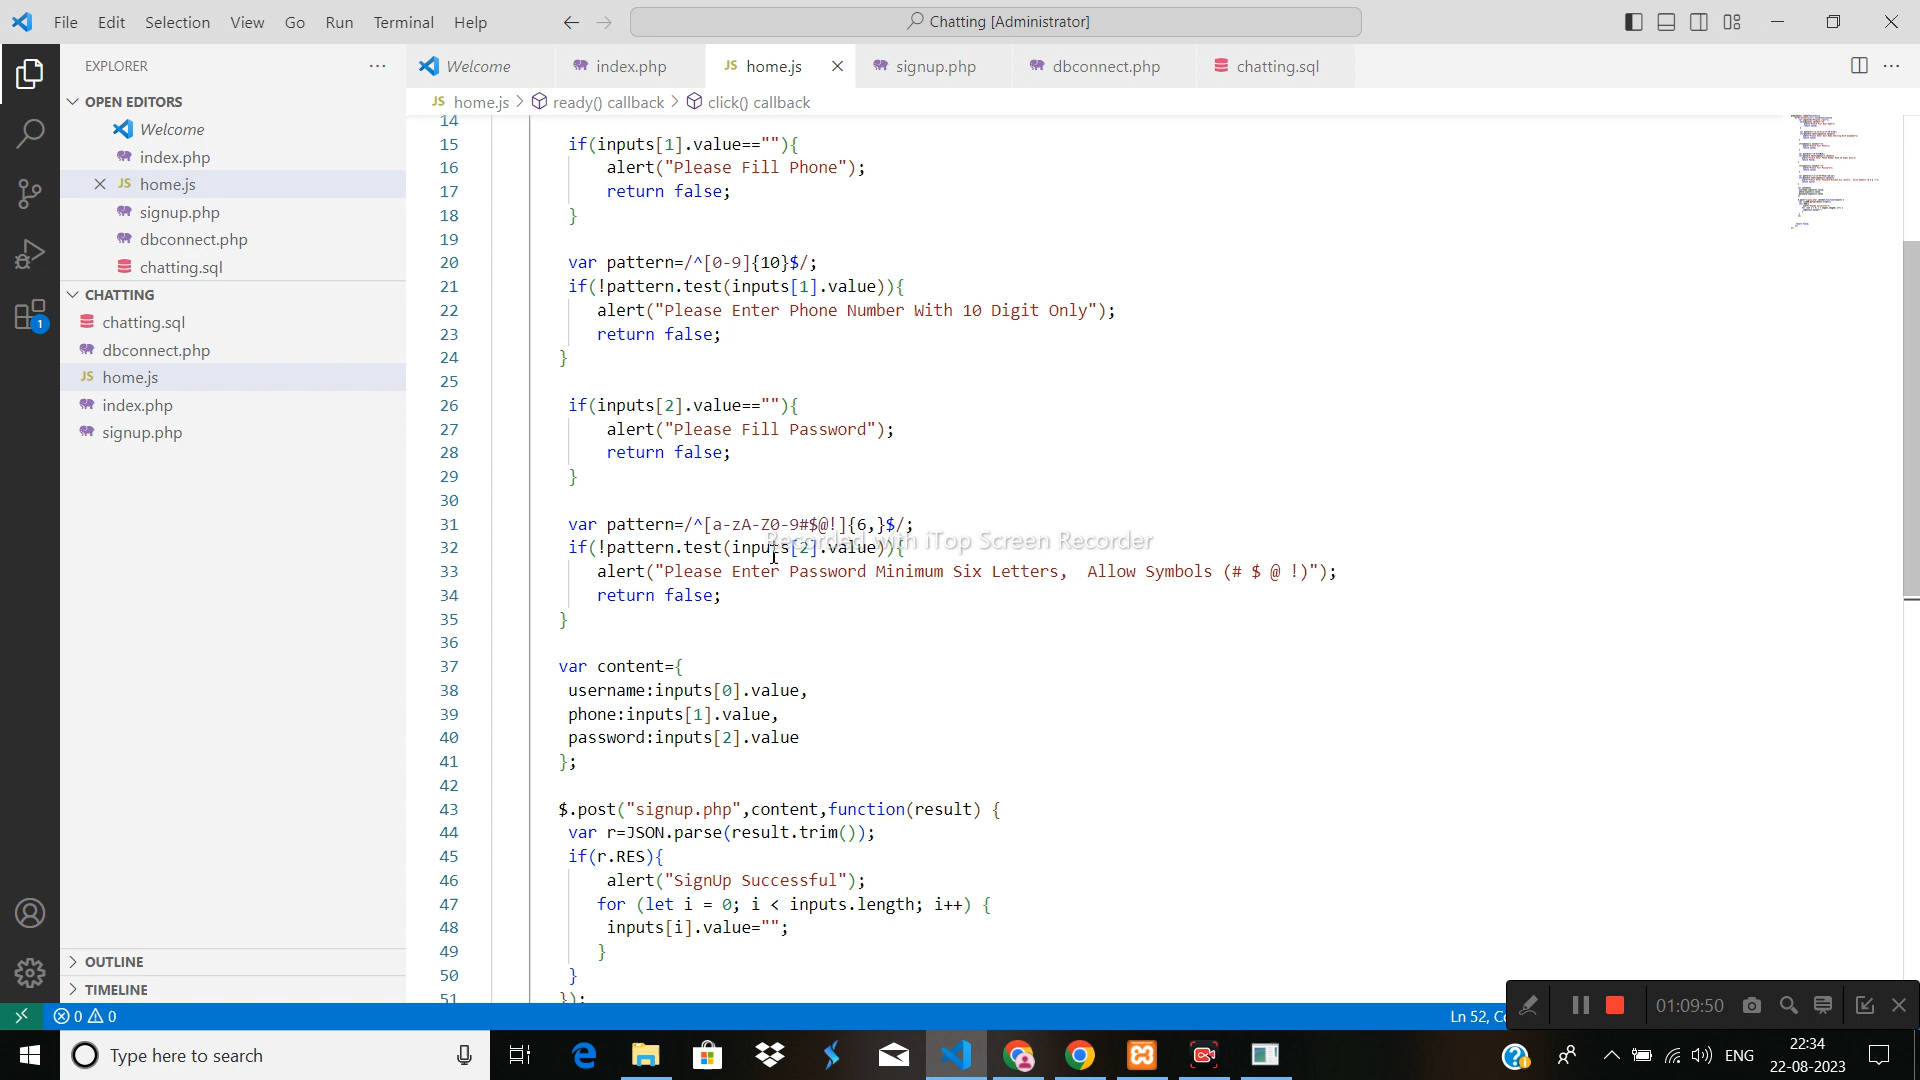 File Edit Selection View Go Run Terminal Help
Chatting [Administrator]
EXPLORER
Welcome
index.php
JS home.js
signup.php
dbconnect.php
chatting.sql
JS home.js > ready() callback > click() callback
OPEN EDITORS
Welcome
index.php
JS home.js
signup.php
dbconnect.php
chatting.sql
CHATTING
chatting.sql
dbconnect.php
JS home.js
index.php
signup.php
OUTLINE
TIMELINE
1
14
15 if(inputs[1].value==""){
16 alert("Please Fill Phone");
17 return false;
18 }
19
20 var pattern=/^[0-9]{10}$/;
21 if(!pattern.test(inputs[1].value)){
22 alert("Please Enter Phone Number With 10 Digit Only");
23 return false;
24 }
25
26 if(inputs[2].value==""){
27 alert("Please Fill Password");
28 return false;
29 }
30
31 var pattern=/^[a-zA-Z0-9#$@!]{6,}$/;
32 if(!pattern.test(inputs[2].value)){
33 alert("Please Enter Password Minimum Six Letters,  Allow Symbols (# $ @ !)");
34 return false;
35 }
36
37 var content={
38 username:inputs[0].value,
39 phone:inputs[1].value,
40 password:inputs[2].value
41 };
42
43 $.post("signup.php",content,function(result) {
44 var r=JSON.parse(result.trim());
45 if(r.RES){
46 alert("SignUp Successful");
47 for (let i = 0; i < inputs.length; i++) {
48 inputs[i].value="";
49 }
50 }
51 });
Recorded with iTop Screen Recorder
0 0
Ln 52,
01:09:50
Type here to search
ENG
22:34
22-08-2023